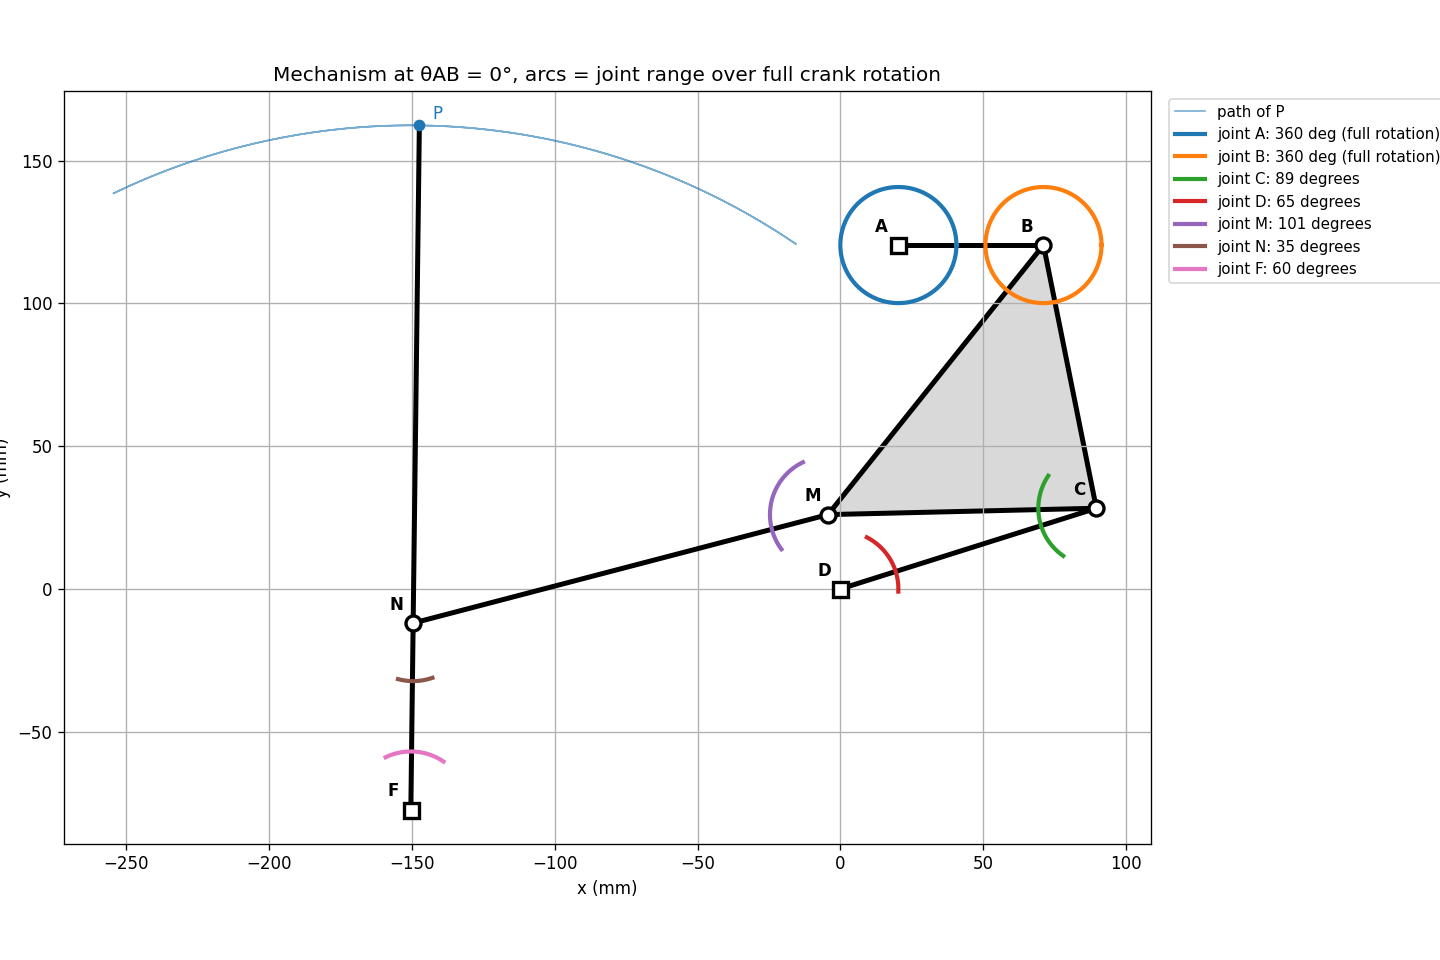 Mechanism at θAB = 0°, arcs = joint range over full crank rotation
P
path of P
joint A: 360 deg (full rotation)
joint B: 360 deg (full rotation)
joint C: 89 degrees
joint D: 65 degrees
joint M: 101 degrees
joint N: 35 degrees
joint F: 60 degrees
150
100
50
0
−50
A
B
C
M
D
N
F
−250
−200
−150
−100
−50
0
50
100
x (mm)
y (mm)